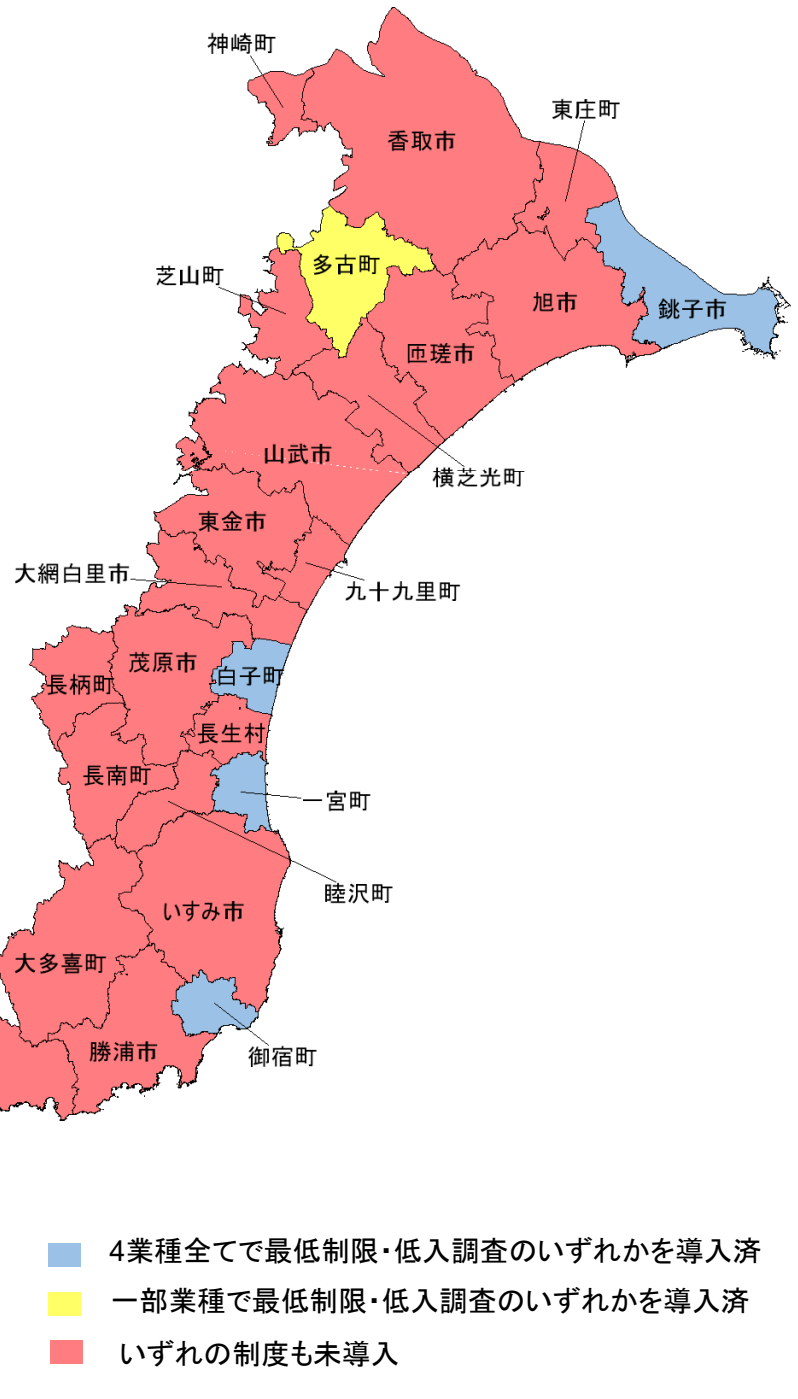 神崎町
東庄町
香取市
多古町
芝山町
旭市
銚子市
匝瑳市
山武市
横芝光町
東金市
大網白里市
九十九里町
茂原市
白子町
長柄町
長生村
長南町
一宮町
睦沢町
いすみ市
大多喜町
勝浦市
御宿町
4業種全てで最低制限・低入調査のいずれかを導入済
一部業種で最低制限・低入調査のいずれかを導入済
いずれの制度も未導入